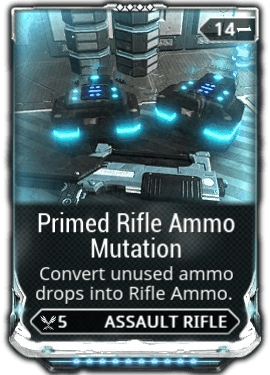 14
Primed Rifle Ammo
Mutation
Convert unused ammo
drops into Rifle Ammo.
5 ASSAULT RIFLE